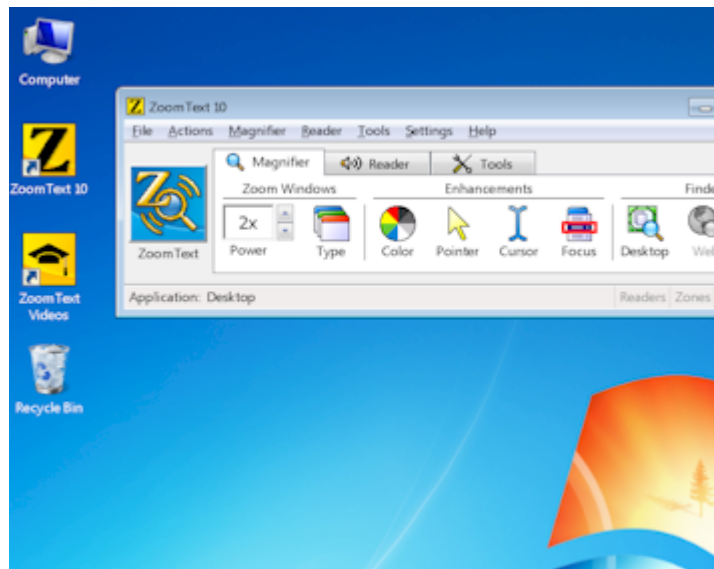 Computer
ZoomText 10
ZoomText
Videos
Recycle Bin
ZoomText 10
File Actions Magnifier Reader Tools Settings Help
Magnifier Reader Tools
Zoom Windows Enhancements
2x
Power Type Color Pointer Cursor Focus Desktop
ZoomText
Application: Desktop Readers Zones